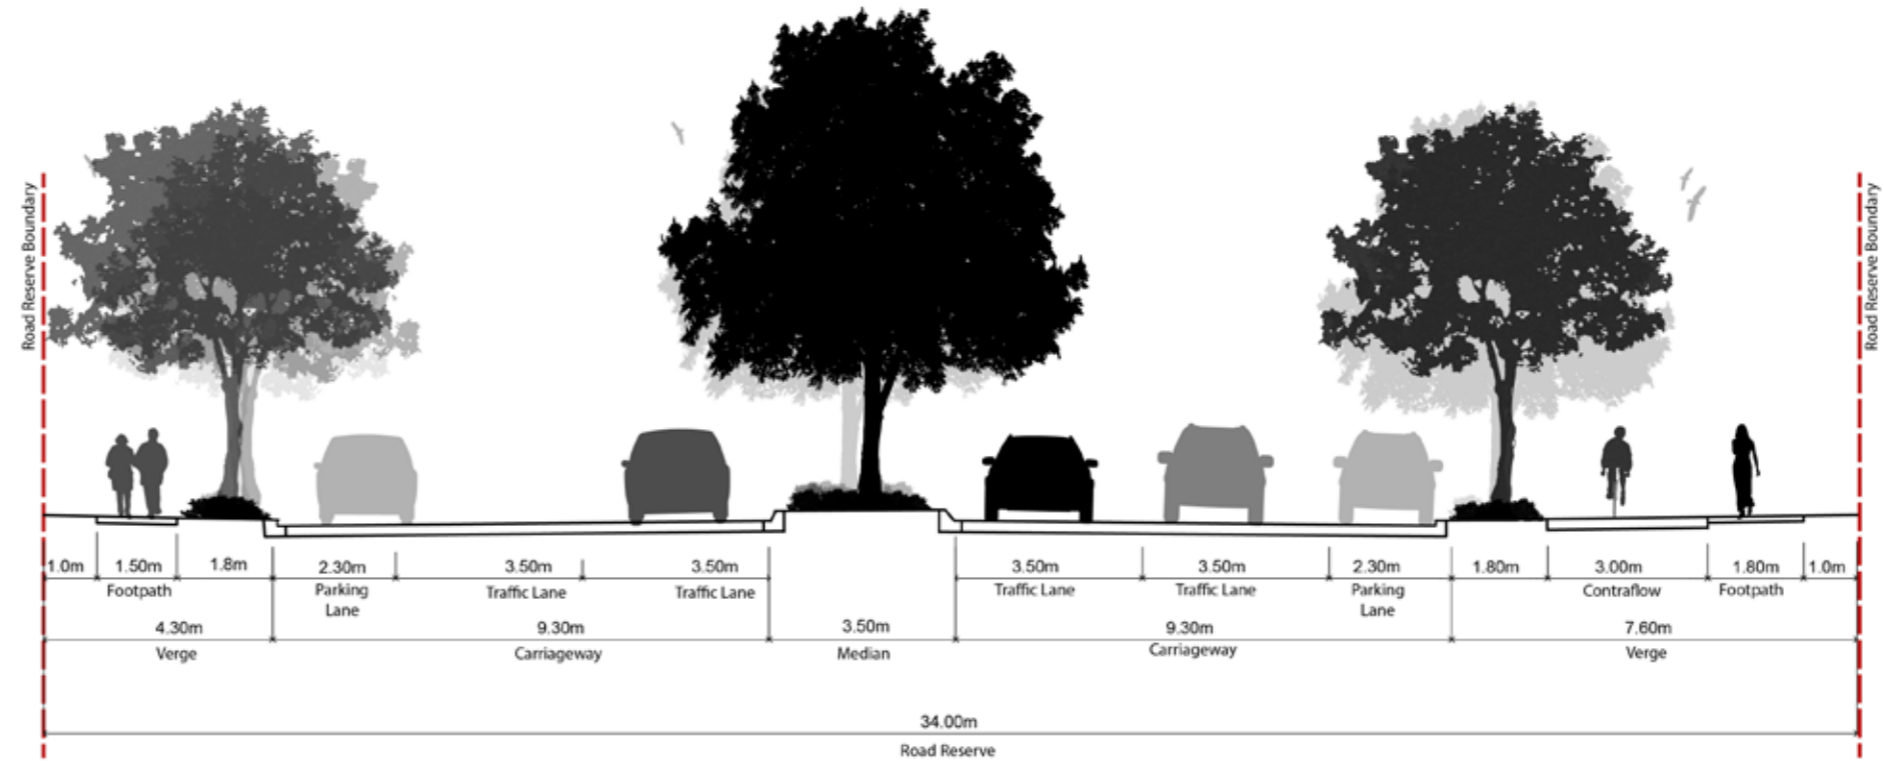 Road Reserve Boundary
Road Reserve Boundary
1.0m 1.50m 1.8m 2.30m 3.50m 3.50m 3.50m 3.50m 2.30m 1.80m 3.00m 1.80m 1.0m
Footpath Parking Lane Traffic Lane Traffic Lane Traffic Lane Traffic Lane Parking Lane Contraflow Footpath
4.30m 9.30m 3.50m 9.30m 7.60m
Verge Carriageway Median Carriageway Verge
34.00m
Road Reserve